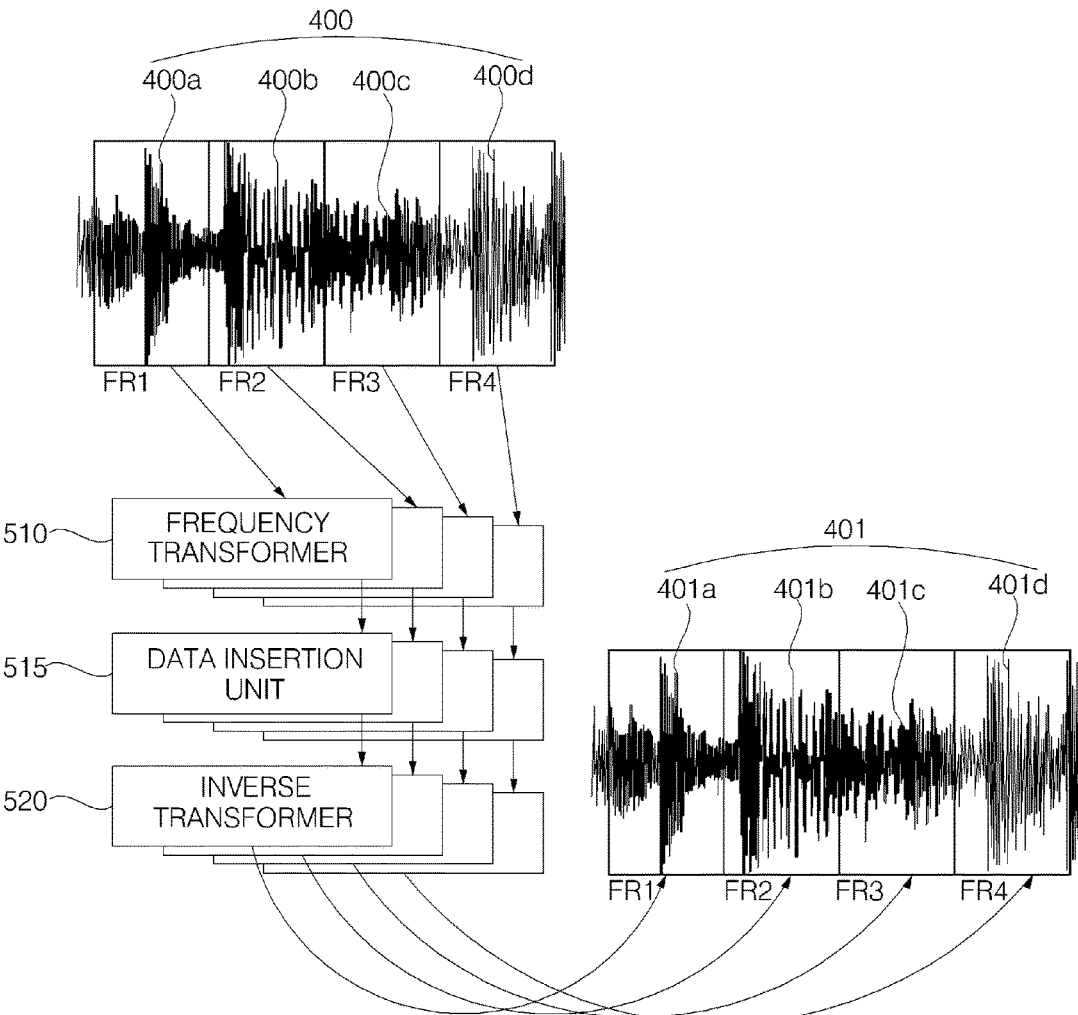 400
400a 400b 400c 400d
FR1 FR2 FR3 FR4
510
FREQUENCY
TRANSFORMER
515
DATA INSERTION
UNIT
520
INVERSE
TRANSFORMER
401
401a 401b 401c 401d
FR1 FR2 FR3 FR4